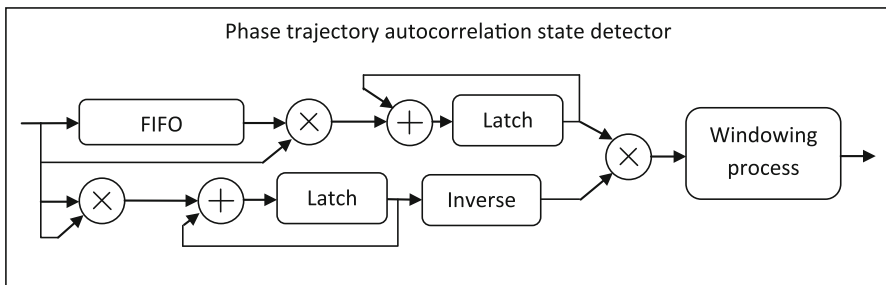 Phase trajectory autocorrelation state detector
FIFO
×
+
Latch
×
Windowing
process
×
+
Latch
Inverse